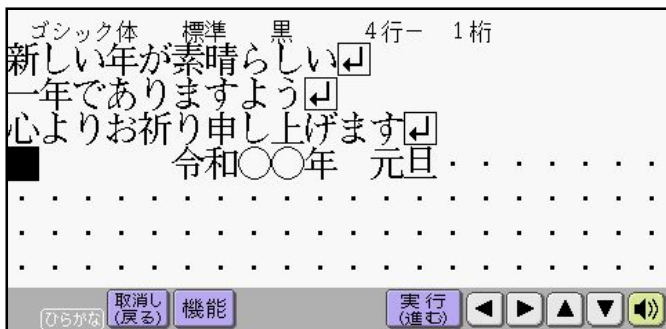 ゴシック体 標準 黒 4行− 1桁
新しい年が素晴らしい↵
一年でありますよう↵
心よりお祈り申し上げます↵
令和○○年 元旦
ひらがな 取消し(戻る) 機能 実行(進む) ◀ ▶ ▲ ▼